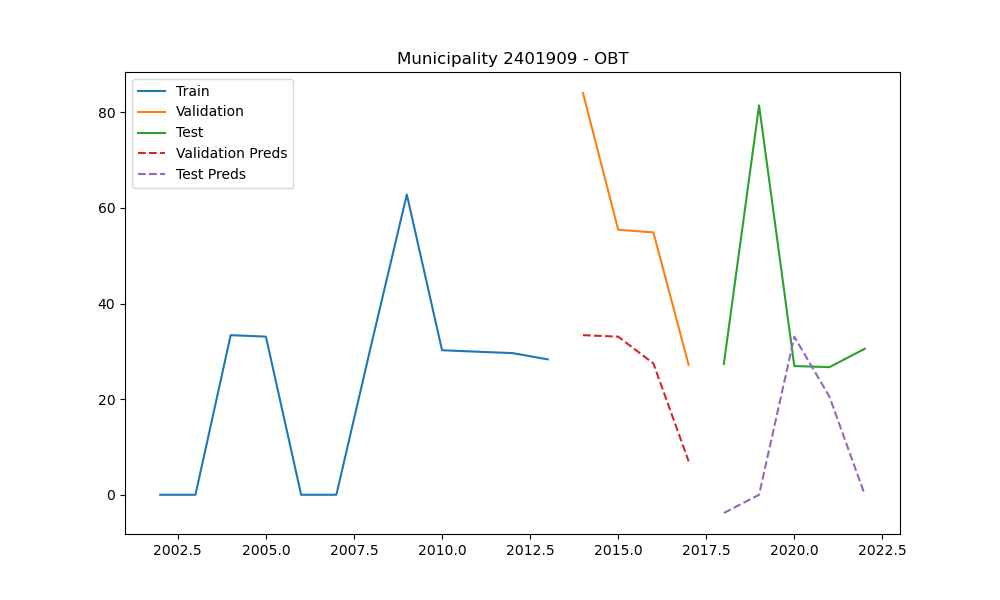 Municipality 2401909 - OBT
Train
Validation
Test
Validation Preds
Test Preds
80
60
40
20
0
2002.5 2005.0 2007.5 2010.0 2012.5 2015.0 2017.5 2020.0 2022.5